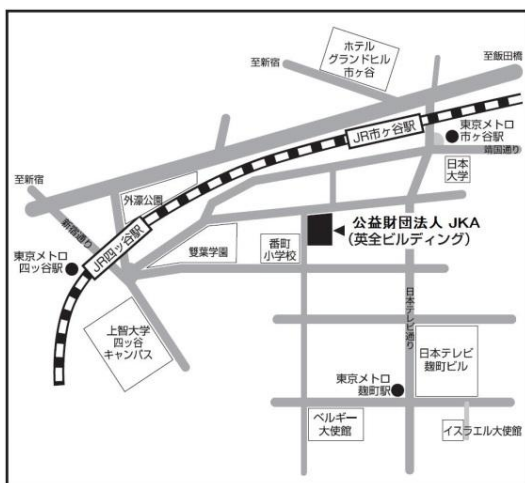 ホテル
グランドヒル
市ヶ谷
至新宿
至飯田橋
JR市ヶ谷駅
東京メトロ
市ヶ谷駅
靖国通り
日本
大学
至新宿
外濠公園
新宿通り
JR四ッ谷駅
東京メトロ
四ッ谷駅
雙葉学園
番町
小学校
公益財団法人 JKA
(英全ビルディング)
日本テレビ通り
上智大学
四ッ谷
キャンパス
日本テレビ
麹町ビル
東京メトロ
麹町駅
ベルギー
大使館
イスラエル大使館